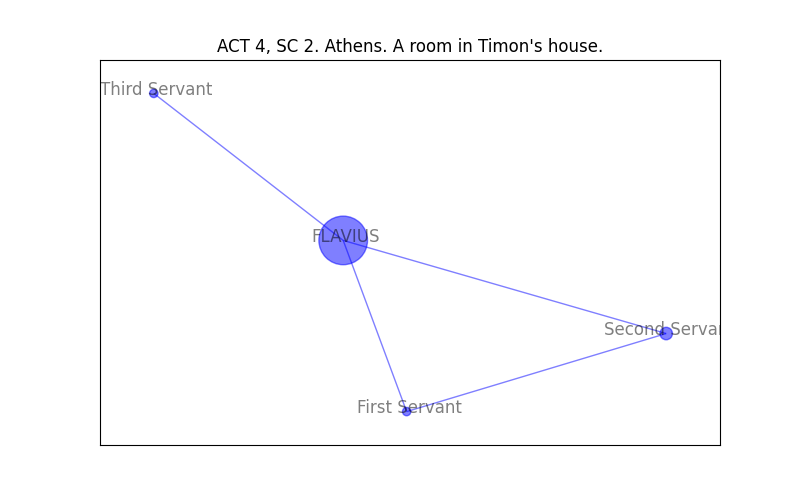 ACT 4, SC 2. Athens. A room in Timon's house.
Third Servant
FLAVIUS
Second Servan
First Servant